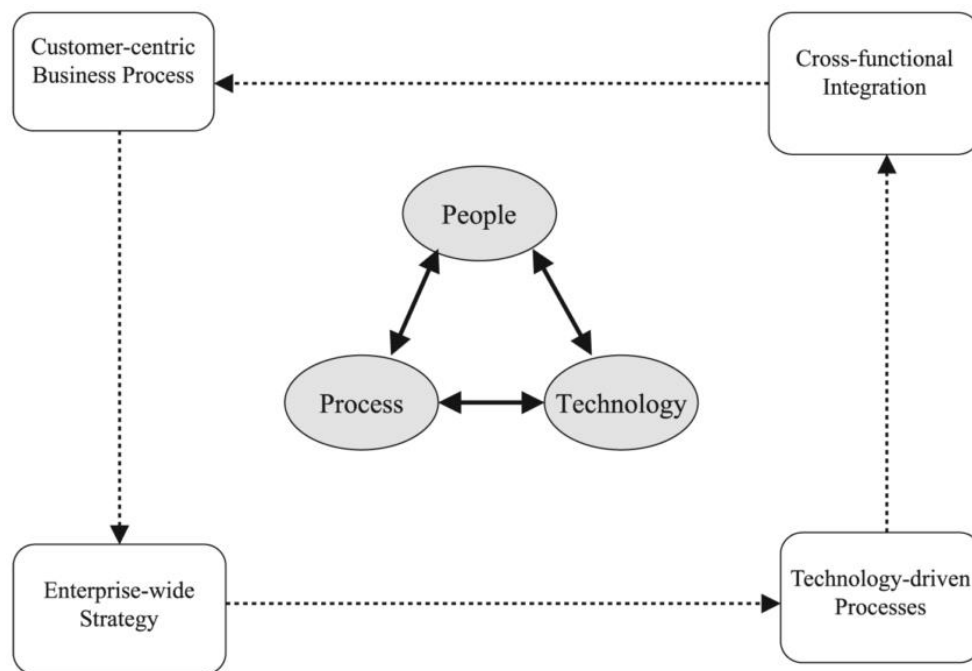 Customer-centric
Business Process
Cross-functional
Integration
People
Process
Technology
Enterprise-wide
Strategy
Technology-driven
Processes